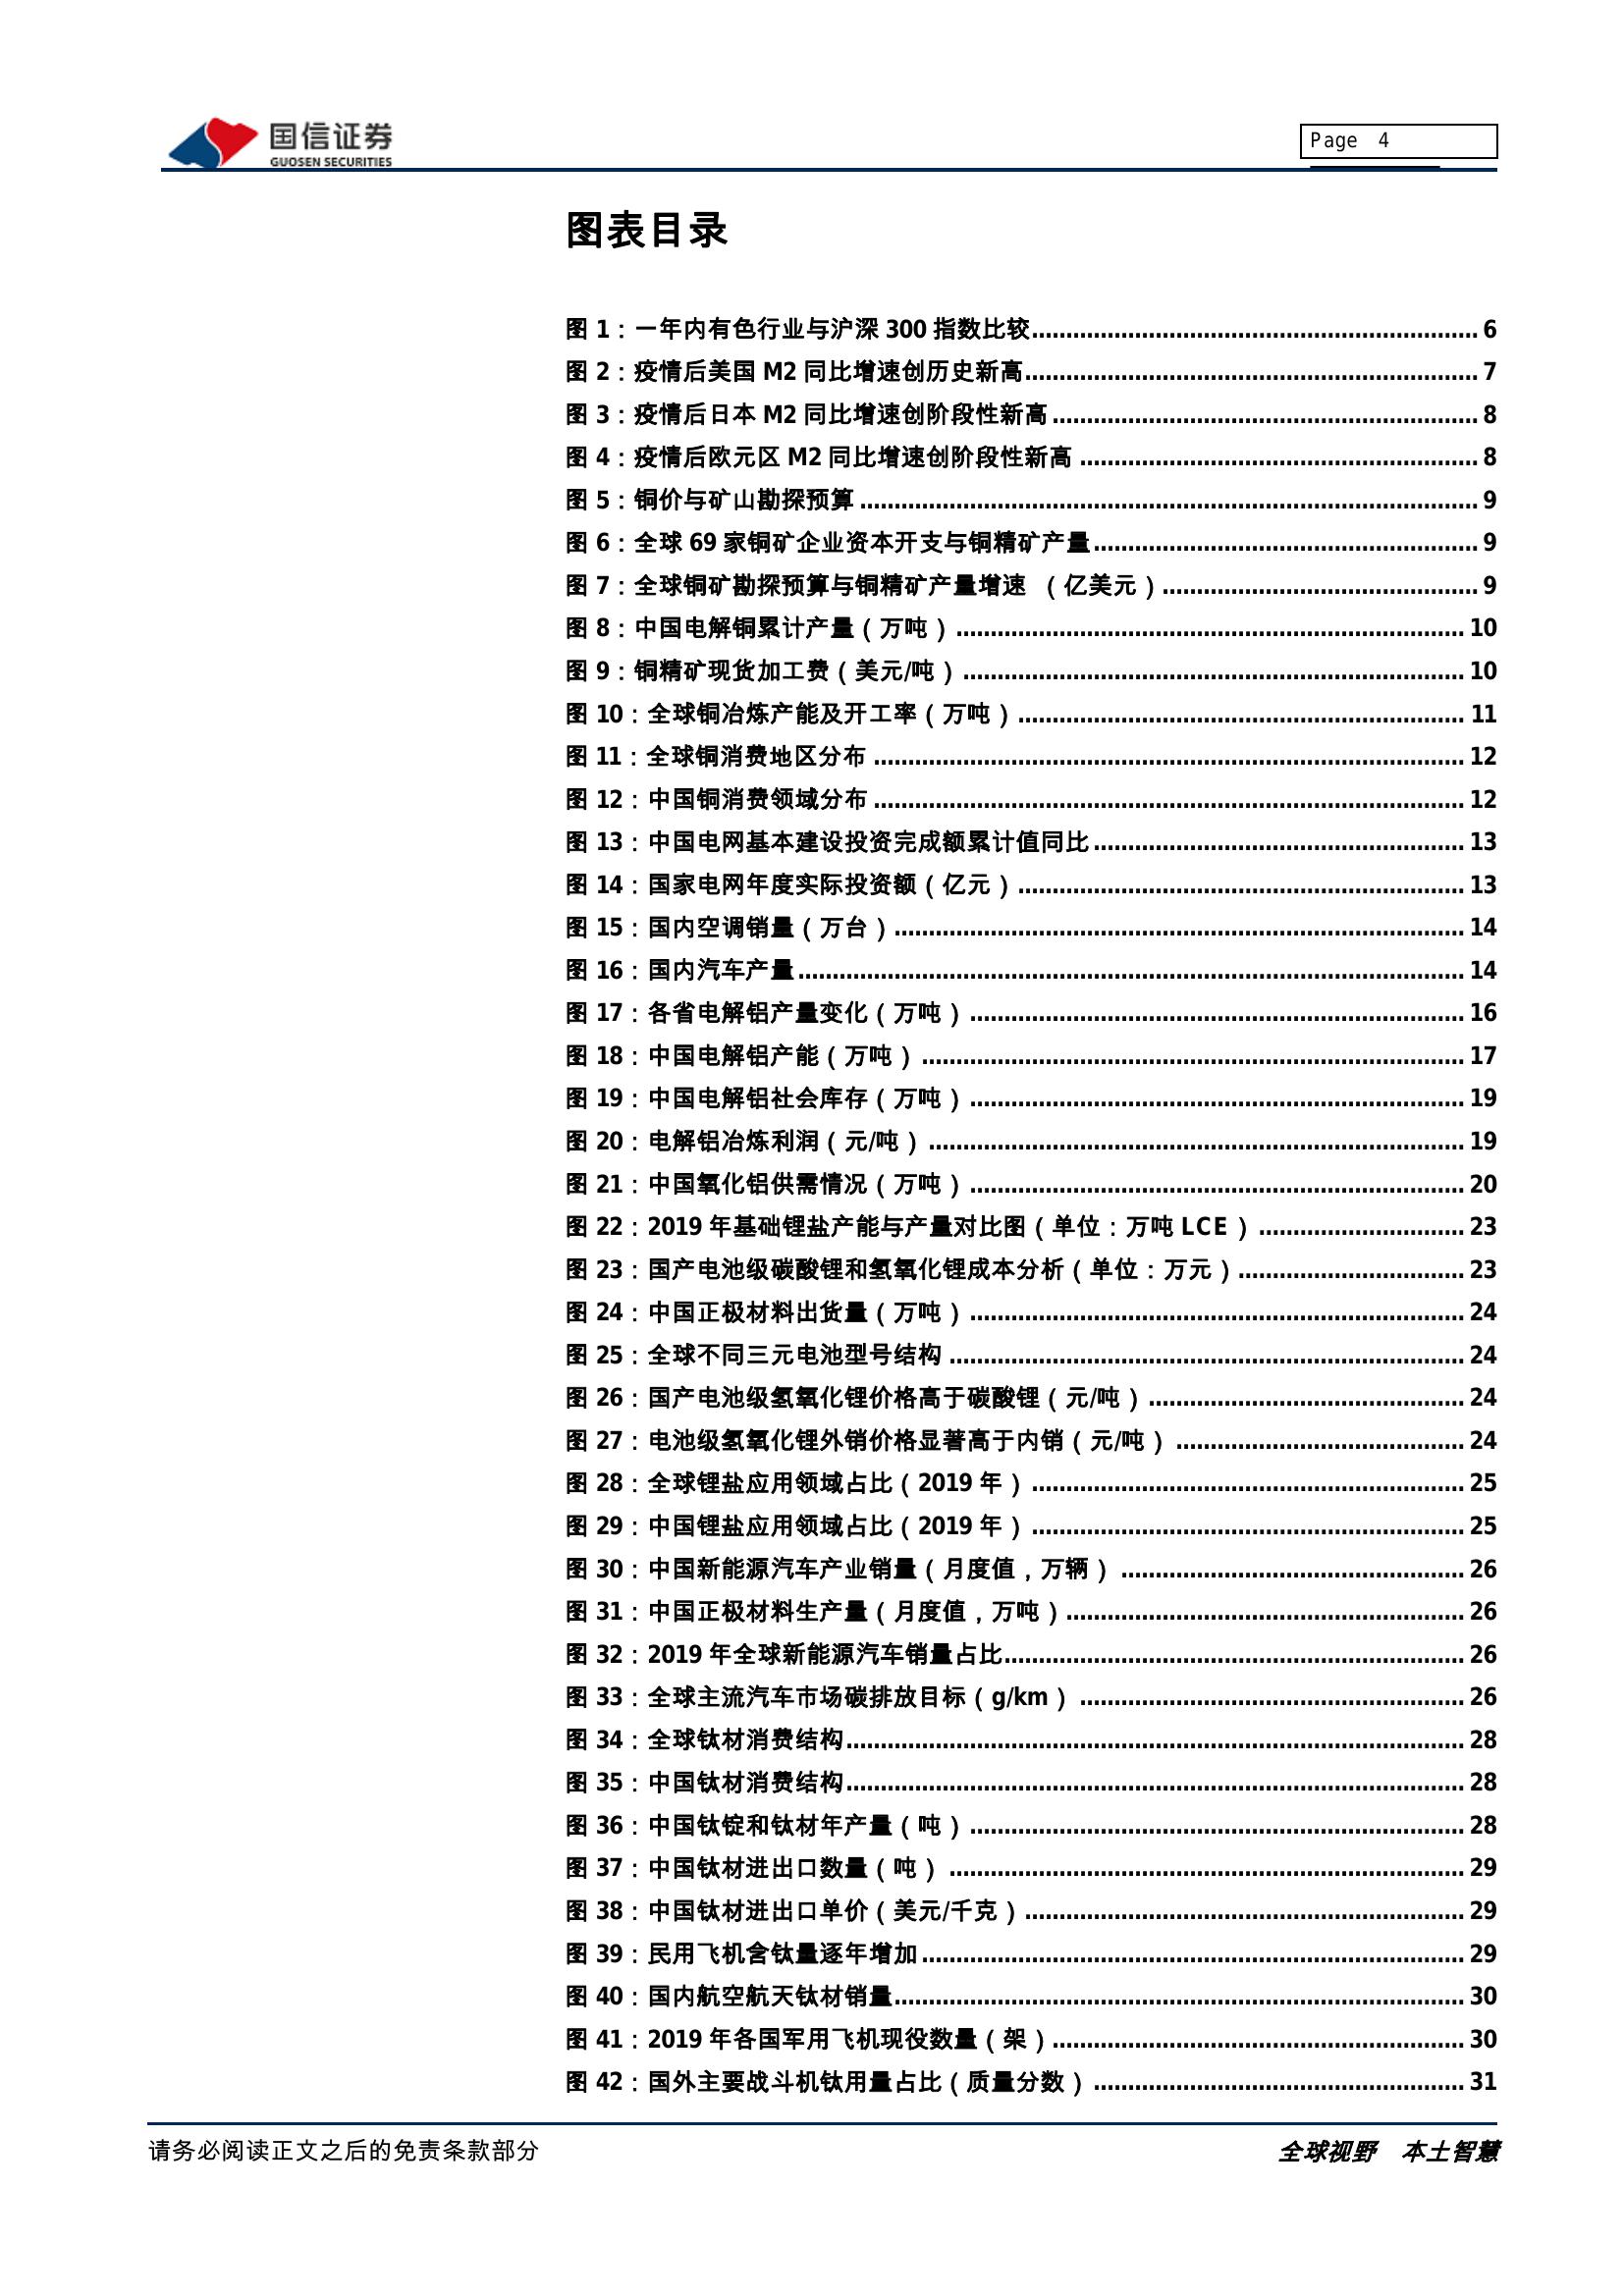 国信证券
GUOSEN SECURITIES
Page 4
图表目录
图 1：一年内有色行业与沪深 300 指数比较 6
图 2：疫情后美国 M2 同比增速创历史新高 7
图 3：疫情后日本 M2 同比增速创阶段性新高 8
图 4：疫情后欧元区 M2 同比增速创阶段性新高 8
图 5：铜价与矿山勘探预算 9
图 6：全球 69 家铜矿企业资本开支与铜精矿产量 9
图 7：全球铜矿勘探预算与铜精矿产量增速 （亿美元） 9
图 8：中国电解铜累计产量（万吨） 10
图 9：铜精矿现货加工费（美元/吨） 10
图 10：全球铜冶炼产能及开工率（万吨） 11
图 11：全球铜消费地区分布 12
图 12：中国铜消费领域分布 12
图 13：中国电网基本建设投资完成额累计值同比 13
图 14：国家电网年度实际投资额（亿元） 13
图 15：国内空调销量（万台） 14
图 16：国内汽车产量 14
图 17：各省电解铝产量变化（万吨） 16
图 18：中国电解铝产能（万吨） 17
图 19：中国电解铝社会库存（万吨） 19
图 20：电解铝冶炼利润（元/吨） 19
图 21：中国氧化铝供需情况（万吨） 20
图 22：2019 年基础锂盐产能与产量对比图（单位：万吨 LCE） 23
图 23：国产电池级碳酸锂和氢氧化锂成本分析（单位：万元） 23
图 24：中国正极材料出货量（万吨） 24
图 25：全球不同三元电池型号结构 24
图 26：国产电池级氢氧化锂价格高于碳酸锂（元/吨） 24
图 27：电池级氢氧化锂外销价格显著高于内销（元/吨） 24
图 28：全球锂盐应用领域占比（2019 年） 25
图 29：中国锂盐应用领域占比（2019 年） 25
图 30：中国新能源汽车产业销量（月度值，万辆） 26
图 31：中国正极材料生产量（月度值，万吨） 26
图 32：2019 年全球新能源汽车销量占比 26
图 33：全球主流汽车市场碳排放目标（g/km） 26
图 34：全球钛材消费结构 28
图 35：中国钛材消费结构 28
图 36：中国钛锭和钛材年产量（吨） 28
图 37：中国钛材进出口数量（吨） 29
图 38：中国钛材进出口单价（美元/千克） 29
图 39：民用飞机含钛量逐年增加 29
图 40：国内航空航天钛材销量 30
图 41：2019 年各国军用飞机现役数量（架） 30
图 42：国外主要战斗机钛用量占比（质量分数） 31
请务必阅读正文之后的免责条款部分
全球视野 本土智慧